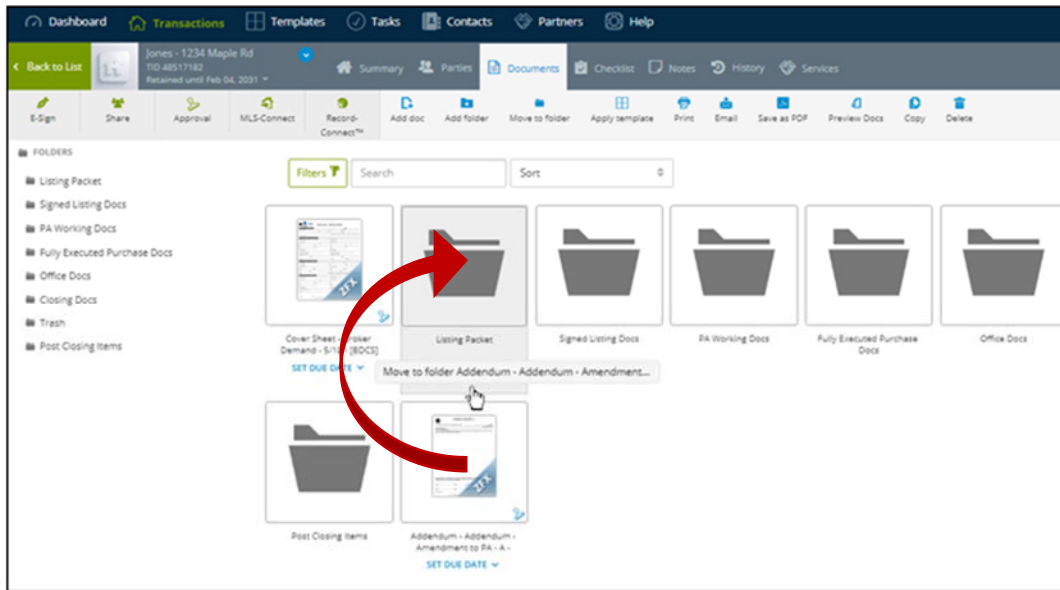 Dashboard Transactions Templates Tasks Contacts Partners Help
Back to List
Jones - 1234 Maple Rd
TID 48517182
Retained until Feb 04, 2031
Summary Parties Documents Checklist Notes History Services
E-Sign Share Approval MLS-Connect Record-
Connect™
Add doc Add folder Move to folder Apply template Print Email Save as PDF Preview Docs Copy Delete
FOLDERS
Listing Packet
Signed Listing Docs
PA Working Docs
Fully Executed Purchase Docs
Office Docs
Closing Docs
Trash
Post Closing Items
Filters Search Sort
ZFX
Cover Sheet - Broker
Demand - 5/18 - [BDCS]
SET DUE DATE
Listing Packet
Signed Listing Docs
PA Working Docs
Fully Executed Purchase
Docs
Office Docs
Move to folder Addendum - Addendum - Amendment...
Post Closing Items
ZFX
Addendum - Addendum -
Amendment to PA - A -
SET DUE DATE